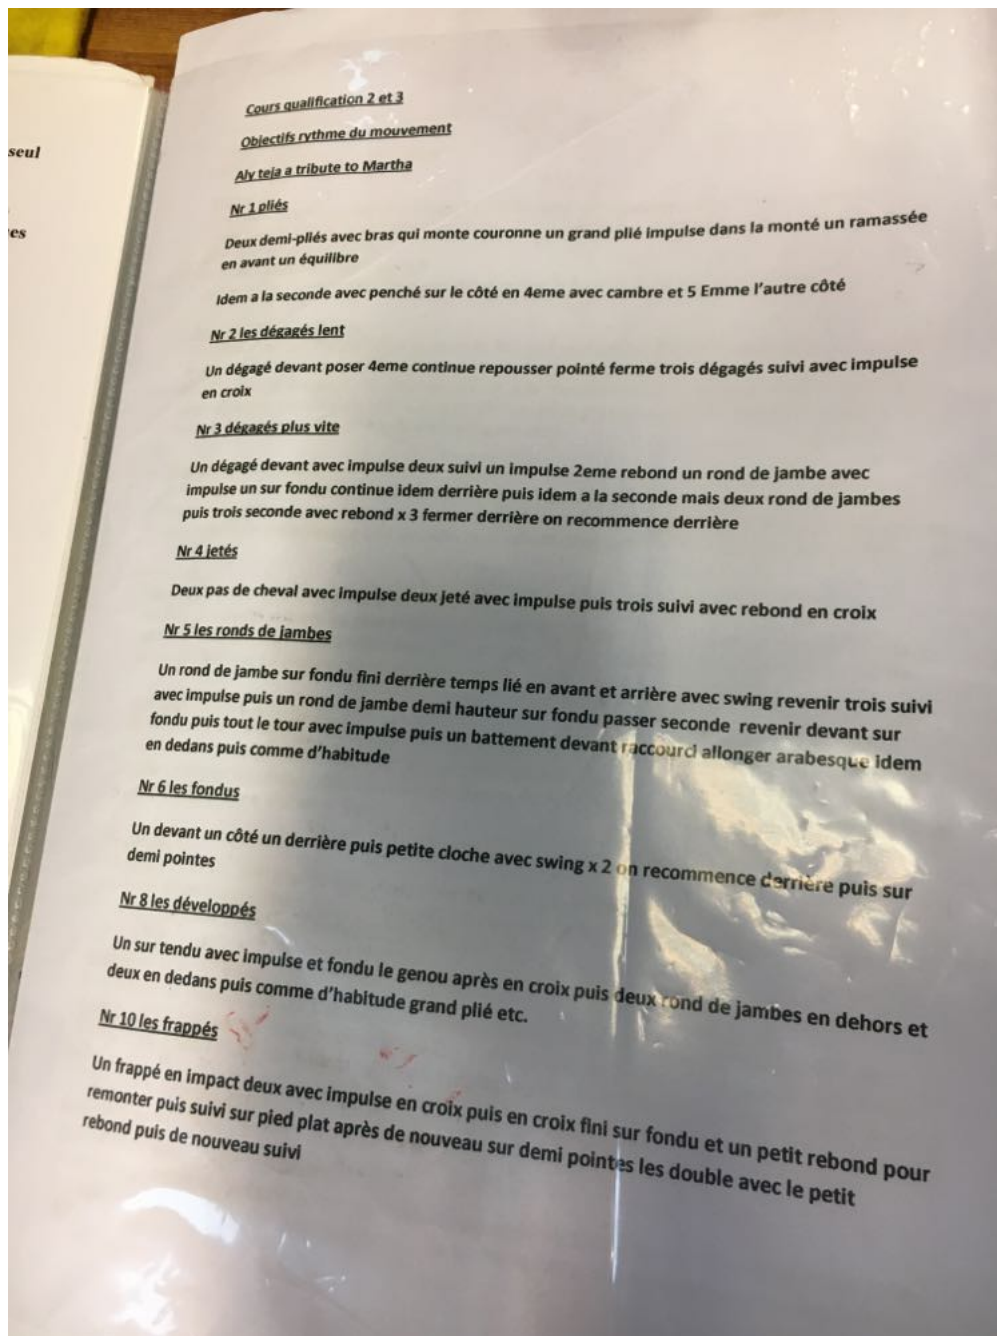 seul
es
Cours qualification 2 et 3
Objectifs rythme du mouvement
Aly teja a tribute to Martha
Nr 1 pliés
Deux demi-pliés avec bras qui monte couronne un grand plié impulse dans la monté un ramassée
en avant un équilibre
Idem a la seconde avec penché sur le côté en 4eme avec cambre et 5 Emme l'autre côté
Nr 2 les dégagés lent
Un dégagé devant poser 4eme continue repousser pointé ferme trois dégagés suivi avec impulse
en croix
Nr 3 dégagés plus vite
Un dégagé devant avec impulse deux suivi un impulse 2eme rebond un rond de jambe avec
impulse un sur fondu continue idem derrière puis idem a la seconde mais deux rond de jambes
puis trois seconde avec rebond x 3 fermer derrière on recommence derrière
Nr 4 jetés
Deux pas de cheval avec impulse deux jeté avec impulse puis trois suivi avec rebond en croix
Nr 5 les ronds de jambes
Un rond de jambe sur fondu fini derrière temps lié en avant et arrière avec swing revenir trois suivi
avec impulse puis un rond de jambe demi hauteur sur fondu passer seconde revenir devant sur
fondu puis tout le tour avec impulse puis un battement devant raccourci allonger arabesque idem
en dedans puis comme d'habitude
Nr 6 les fondus
Un devant un côté un derrière puis petite cloche avec swing x 2 on recommence derrière puis sur
demi pointes
Nr 8 les développés
Un sur tendu avec impulse et fondu le genou après en croix puis deux rond de jambes en dehors et
deux en dedans puis comme d'habitude grand plié etc.
Nr 10 les frappés
Un frappé en impact deux avec impulse en croix puis en croix fini sur fondu et un petit rebond pour
remonter puis suivi sur pied plat après de nouveau sur demi pointes les double avec le petit
rebond puis de nouveau suivi